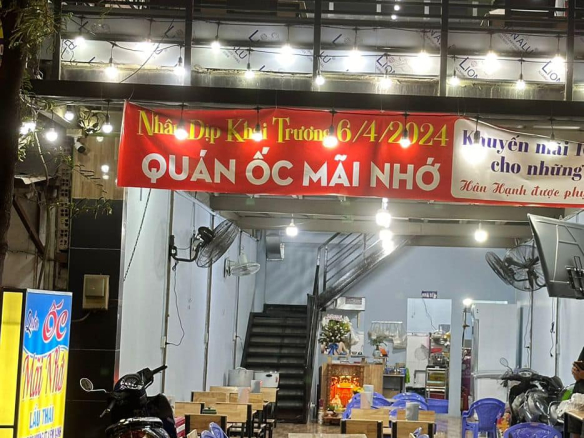 Nhân Dịp Khai Trương 6/4/2024
QUÁN ỐC MÃI NHỚ
Khuyến mãi
cho những
Hân Hạnh được
Quán
ỐC
Mãi Nhớ
LẨU THÁI